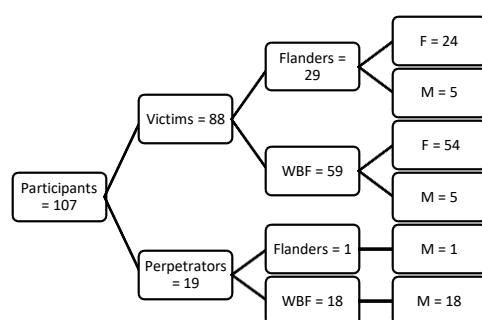 Participants
= 107
Victims = 88
Flanders =
29
F = 24
M = 5
WBF = 59
F = 54
M = 5
Perpetrators
= 19
Flanders = 1
M = 1
WBF = 18
M = 18